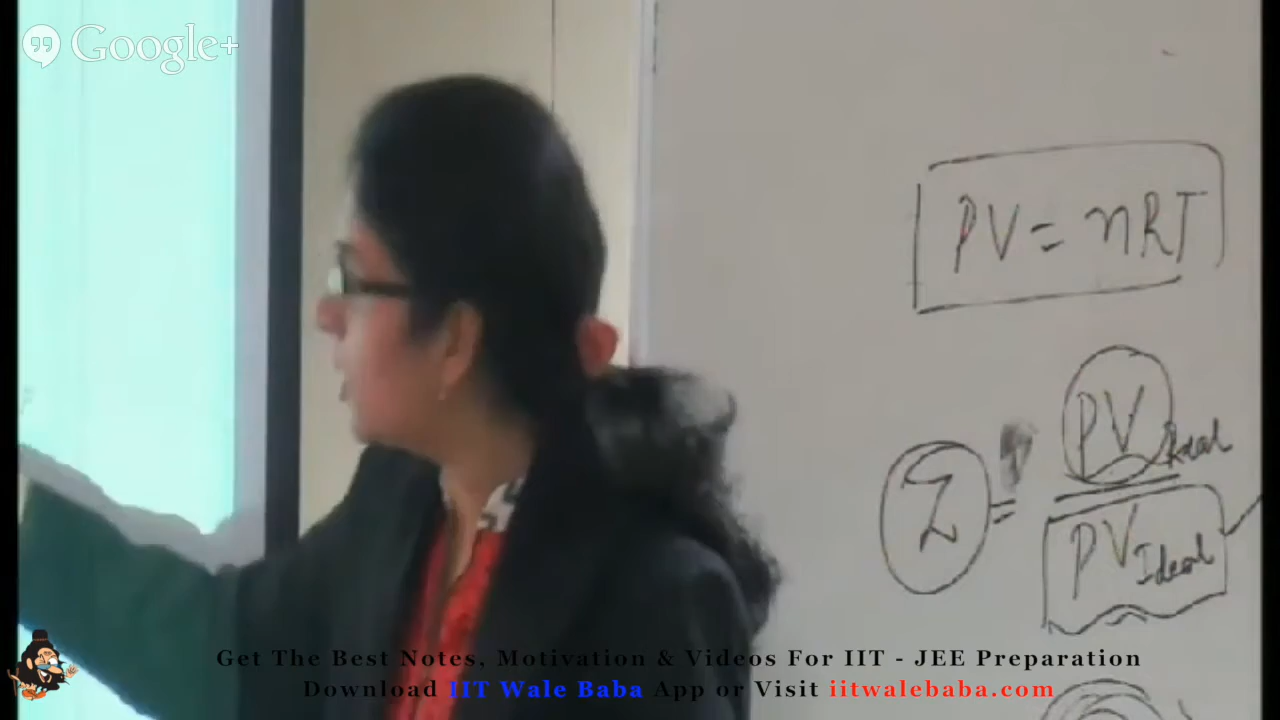 Google+
PV = nRT
Z = PV Real
PV Ideal
Get The Best Notes, Motivation & Videos For IIT - JEE Preparation
Download IIT Wale Baba App or Visit iitwalebaba.com